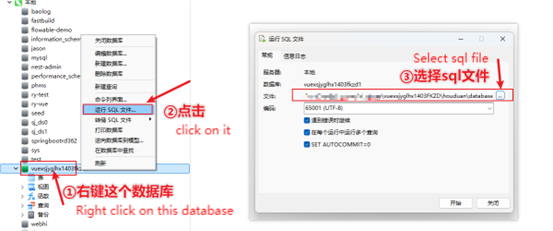 本地
baolog
fastbuild
flowable-demo
information_schem
jason
mysql
nest-admin
performance_schem
phms
ry-test
ry-vue
seed
sj_ds0
sj_ds1
springbootrd362
sys
test
vuexsjyglhx1403fkzd
表
视图
函数
查询
备份
webhi
关闭数据库
编辑数据库...
新建数据库...
删除数据库
新建查询
命令列界面...
运行 SQL 文件...
转储 SQL 文件
打印数据库
逆向数据库到模型...
在数据库中查找
刷新
②点击
click on it
①右键这个数据库
Right click on this database
运行 SQL 文件
常规
信息日志
服务器:
本地
数据库:
vuexsjyglhx1403fkzd1
文件:
\vuexsjyglhx1403FKZD\houduan\database
...
编码:
65001 (UTF-8)
遇到错误时继续
在每个运行中运行多个查询
SET AUTOCOMMIT=0
开始
关闭
Select sql file
③选择sql文件